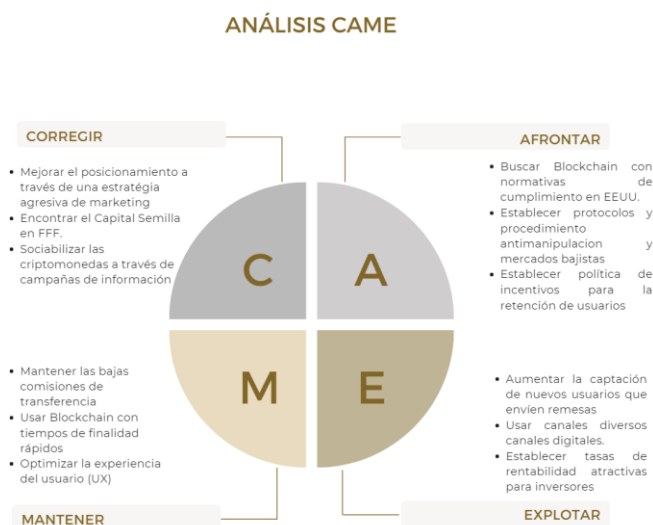 ANÁLISIS CAME
CORREGIR
• Mejorar el posicionamiento a
través de una estratégia
agresiva de marketing
• Encontrar el Capital Semilla
en FFF.
• Sociabilizar las
criptomonedas a través de
campañas de información
AFRONTAR
• Buscar Blockchain con
normativas de
cumplimiento en EEUU.
• Establecer protocolos y
procedimiento
antimanipulacion y
mercados bajistas
• Establecer política de
incentivos para la
retención de usuarios
C
A
M
E
• Mantener las bajas
comisiones de
transferencia
• Usar Blockchain con
tiempos de finalidad
rápidos
• Optimizar la experiencia
del usuario (UX)
MANTENER
• Aumentar la captación
de nuevos usuarios que
envíen remesas
• Usar canales diversos
canales digitales.
• Establecer tasas de
rentabilidad atractivas
para inversores
EXPLOTAR